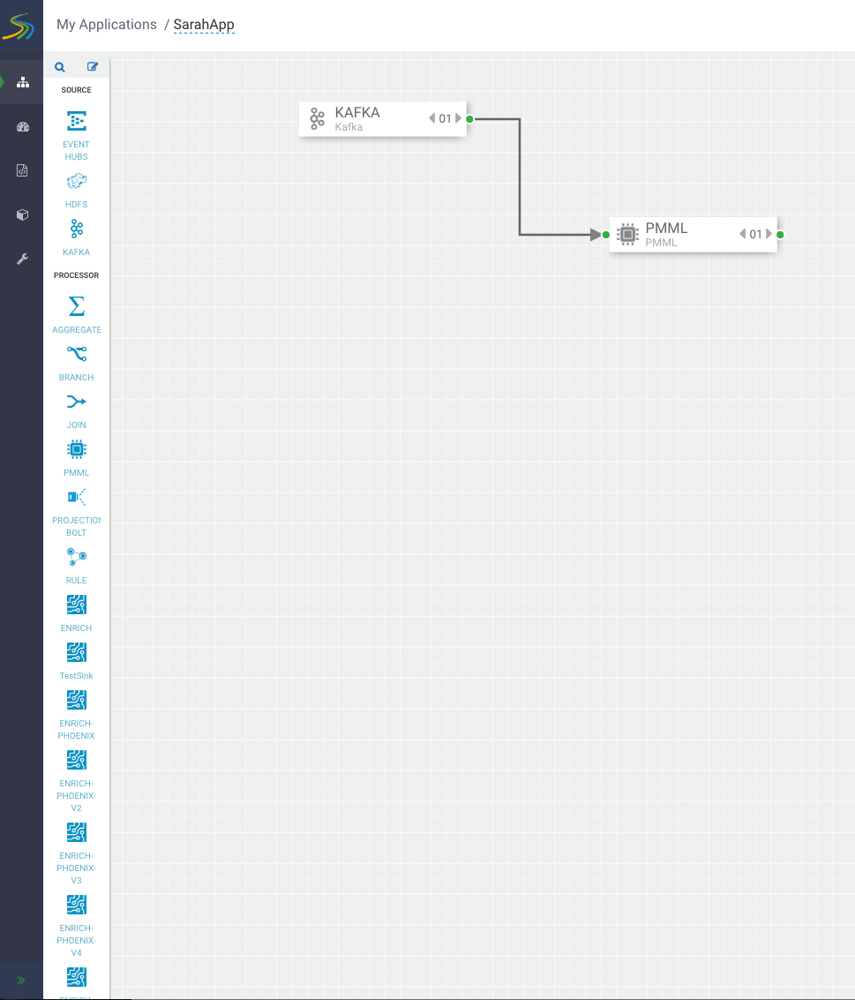 My Applications / SarahApp
SOURCE
EVENT
HUBS
HDFS
KAFKA
PROCESSOR
AGGREGATE
BRANCH
JOIN
PMML
PROJECTION
BOLT
RULE
ENRICH
TestSink
ENRICH-
PHOENIX
ENRICH-
PHOENIX-
V2
ENRICH-
PHOENIX-
V3
ENRICH-
PHOENIX-
V4
ENRICH-
KAFKA
Kafka
01
PMML
PMML
01